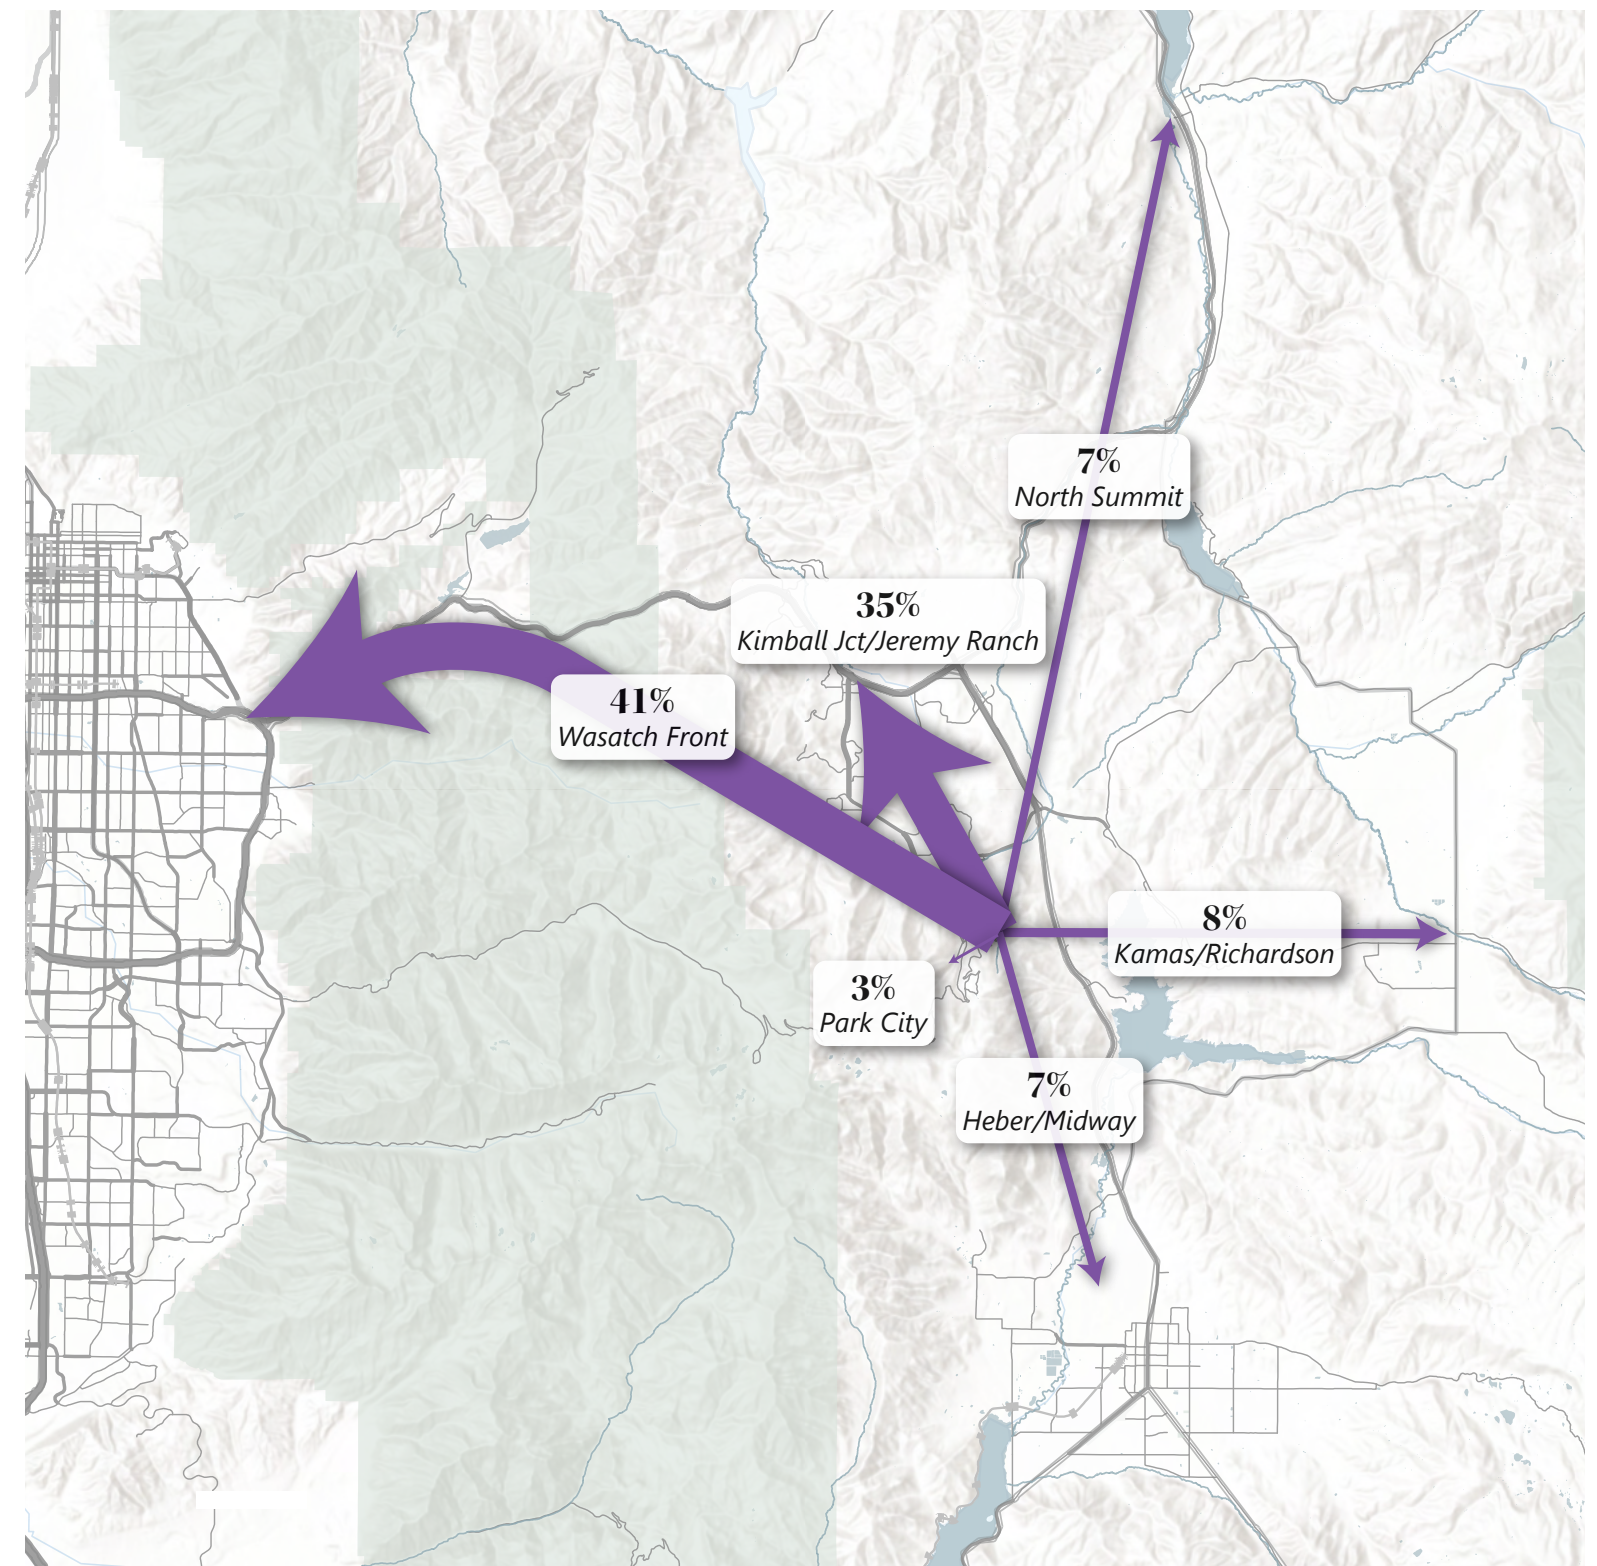 7%
North Summit
35%
Kimball Jct/Jeremy Ranch
41%
Wasatch Front
8%
Kamas/Richardson
3%
Park City
7%
Heber/Midway